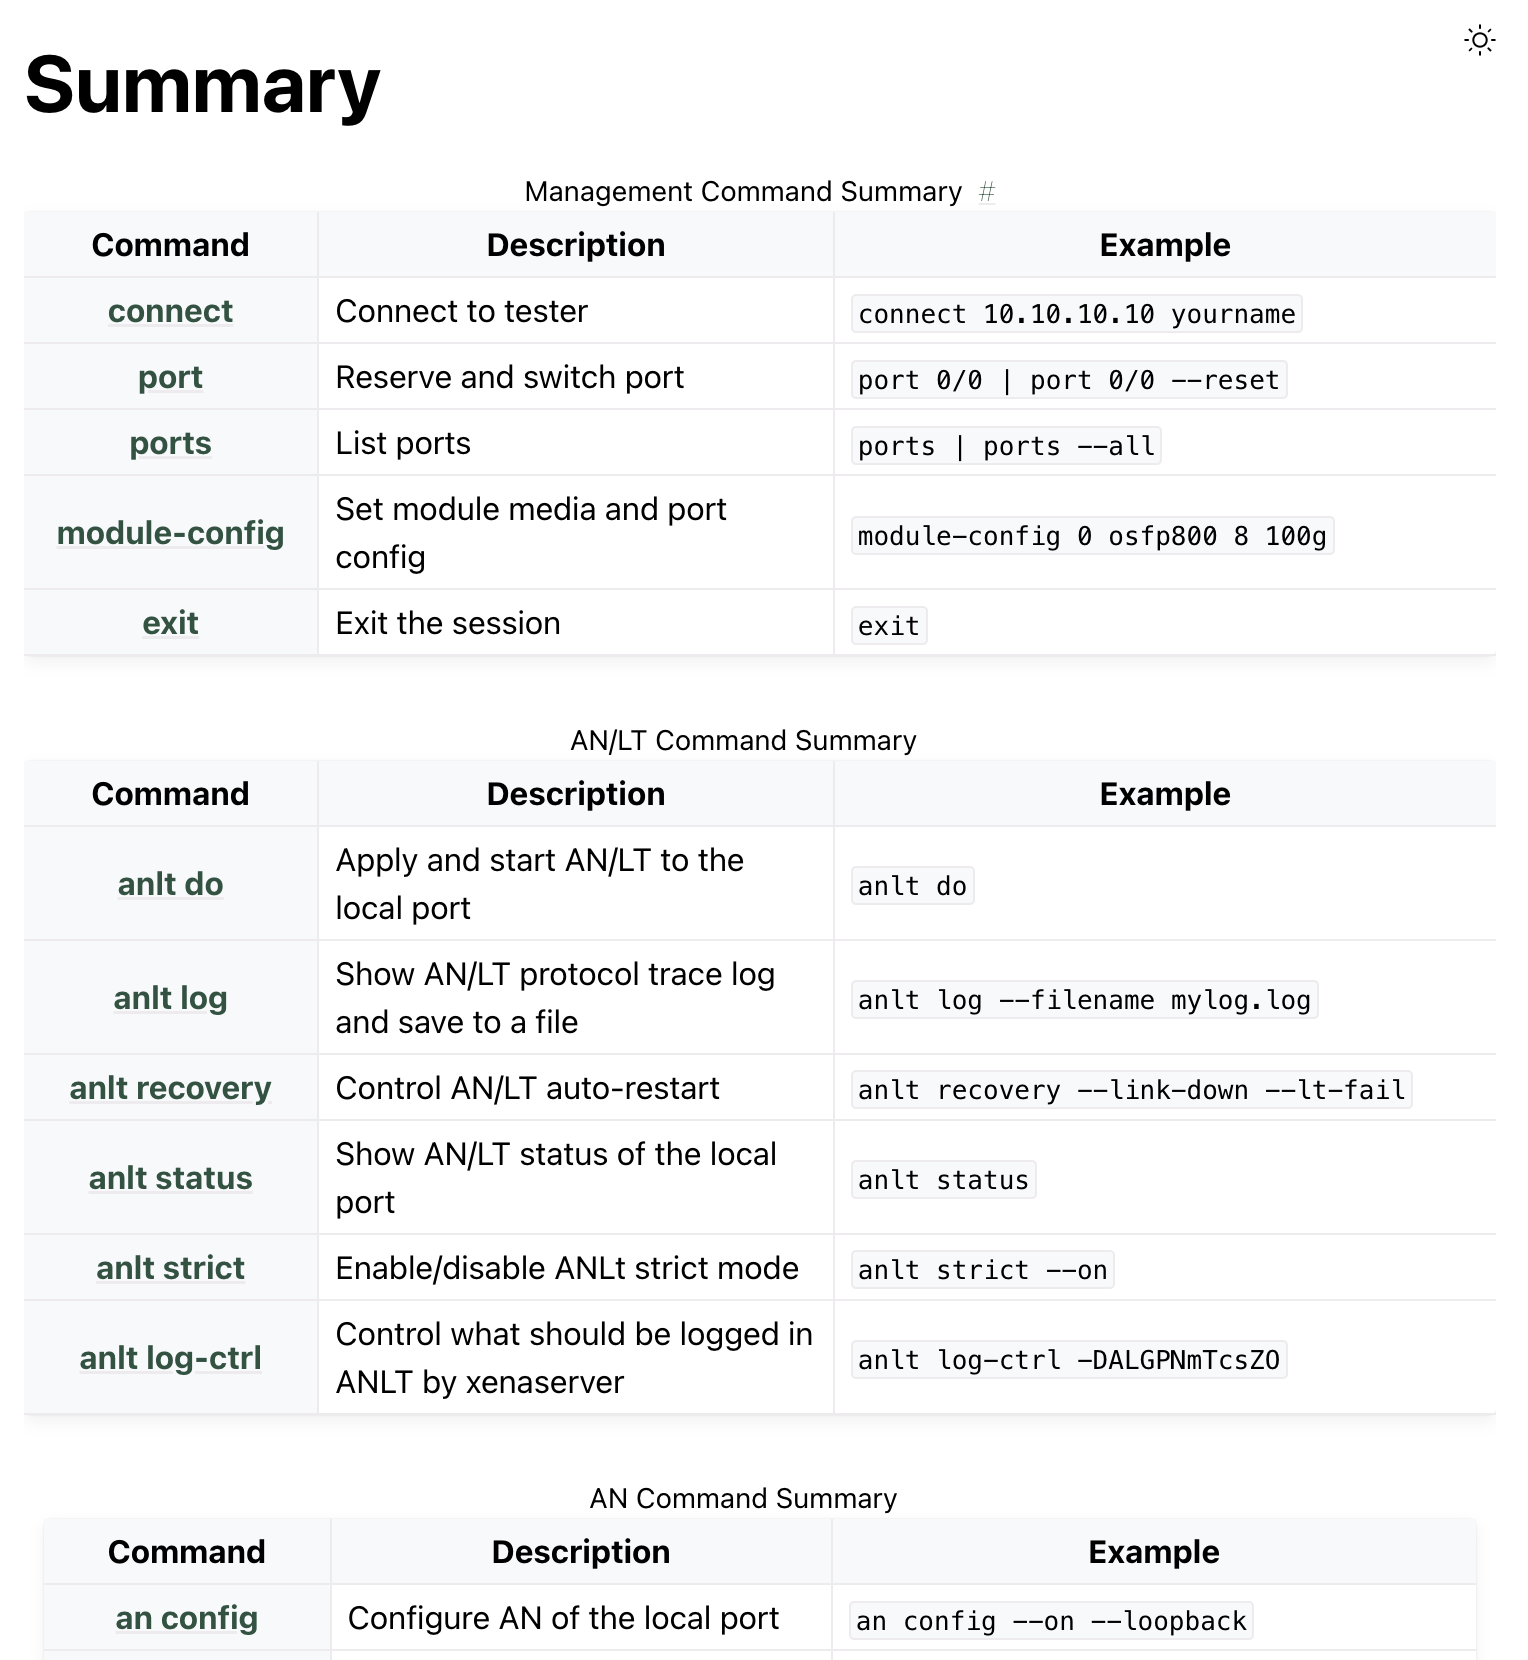 Summary
Management Command Summary #
Command Description Example
connect Connect to tester connect 10.10.10.10 yourname
port Reserve and switch port port 0/0 | port 0/0 --reset
ports List ports ports | ports --all
module-config Set module media and port
config module-config 0 osfp800 8 100g
exit Exit the session exit
AN/LT Command Summary
Command Description Example
anlt do Apply and start AN/LT to the
local port anlt do
anlt log Show AN/LT protocol trace log
and save to a file anlt log --filename mylog.log
anlt recovery Control AN/LT auto-restart anlt recovery --link-down --lt-fail
anlt status Show AN/LT status of the local
port anlt status
anlt strict Enable/disable ANLt strict mode anlt strict --on
anlt log-ctrl Control what should be logged in
ANLT by xenaserver anlt log-ctrl -DALGPNmTcsZO
AN Command Summary
Command Description Example
an config Configure AN of the local port an config --on --loopback